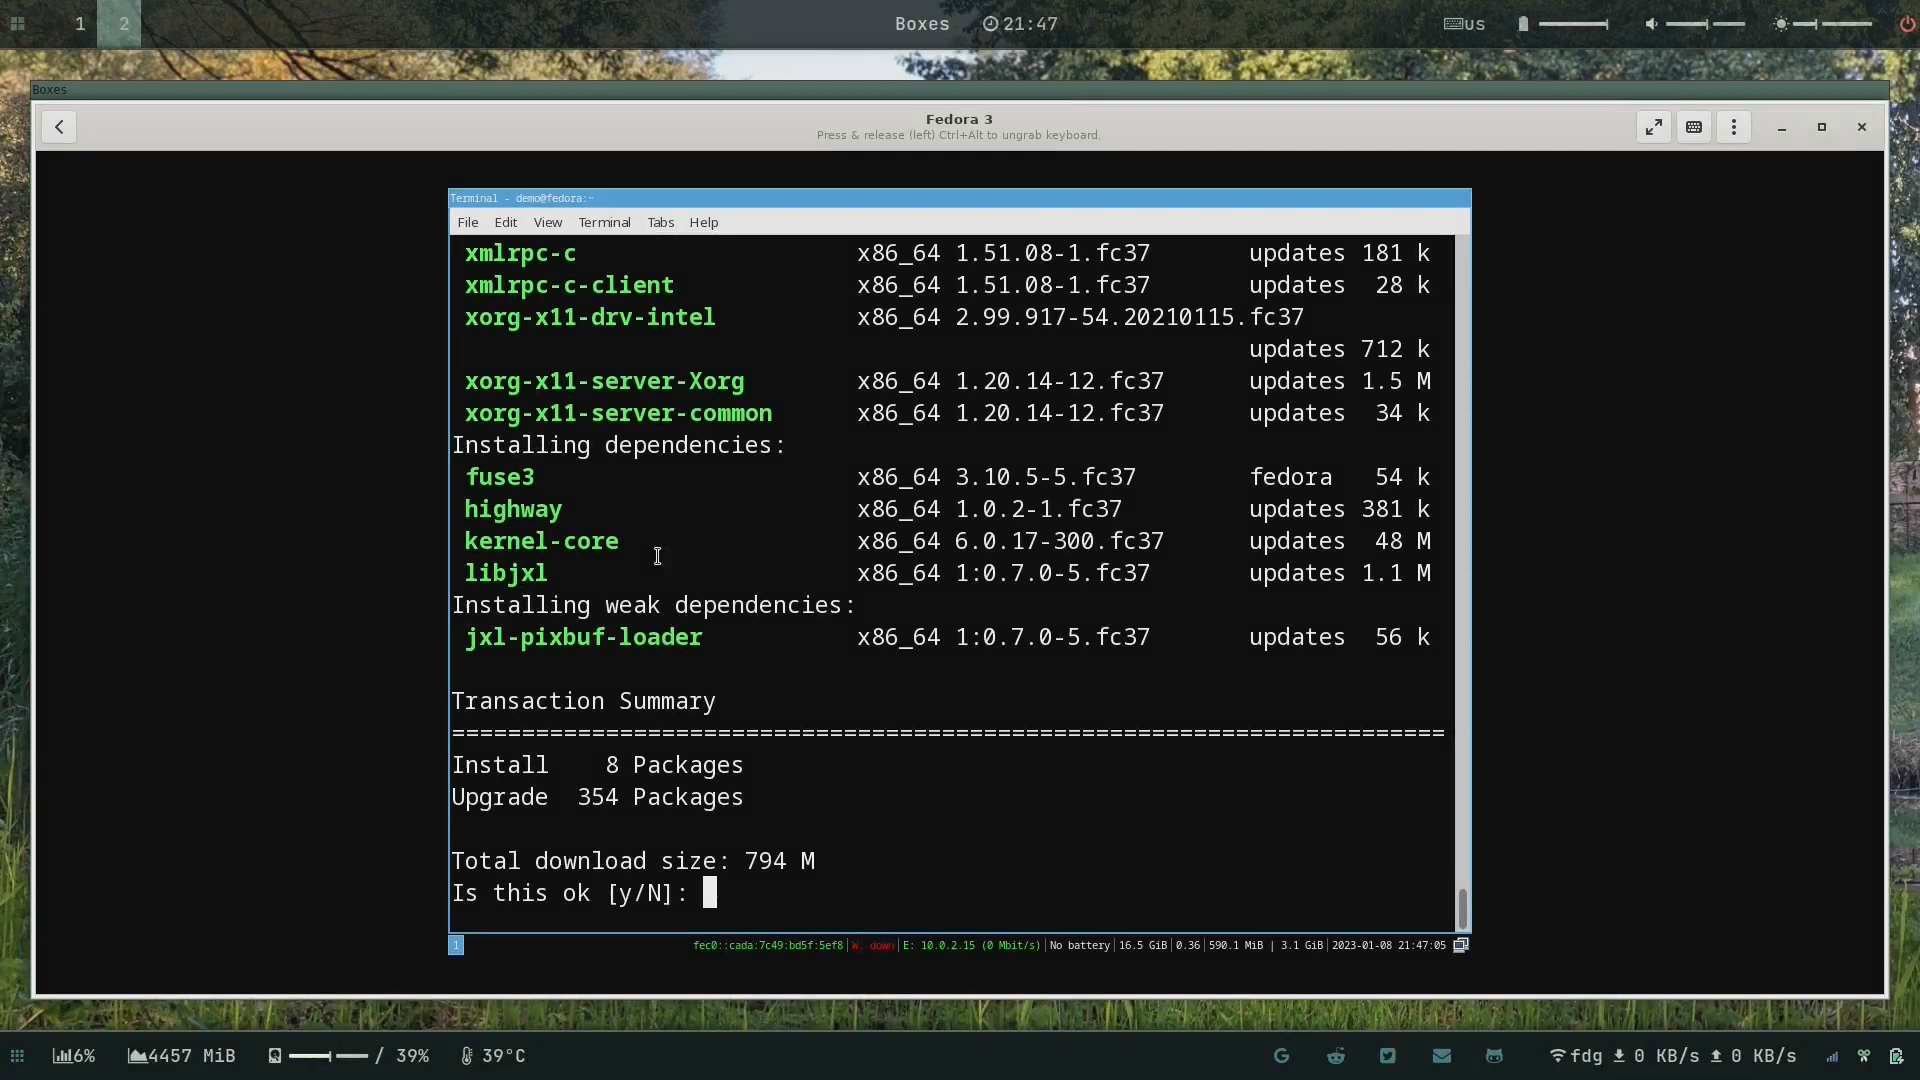 1 2 Boxes 21:47 US
Boxes
Fedora 3
Press & release (left) Ctrl+Alt to ungrab keyboard.
Terminal - demo@fedora:~
File Edit View Terminal Tabs Help
xmlrpc-c x86_64 1.51.08-1.fc37 updates 181 k
xmlrpc-c-client x86_64 1.51.08-1.fc37 updates 28 k
xorg-x11-drv-intel x86_64 2.99.917-54.20210115.fc37
updates 712 k
xorg-x11-server-Xorg x86_64 1.20.14-12.fc37 updates 1.5 M
xorg-x11-server-common x86_64 1.20.14-12.fc37 updates 34 k
Installing dependencies:
fuse3 x86_64 3.10.5-5.fc37 fedora 54 k
highway x86_64 1.0.2-1.fc37 updates 381 k
kernel-core x86_64 6.0.17-300.fc37 updates 48 M
libjxl x86_64 1:0.7.0-5.fc37 updates 1.1 M
Installing weak dependencies:
jxl-pixbuf-loader x86_64 1:0.7.0-5.fc37 updates 56 k
Transaction Summary
=======================================================================
Install 8 Packages
Upgrade 354 Packages
Total download size: 794 M
Is this ok [y/N]:
1 fec0::cada:7c49:bd5f:5ef8| W: down| E: 10.0.2.15 (0 Mbit/s)| No battery| 16.5 GiB| 0.36| 590.1 MiB | 3.1 GiB| 2023-01-08 21:47:05
6% 4457 MiB / 39% 39°C fdg 0 KB/s 0 KB/s